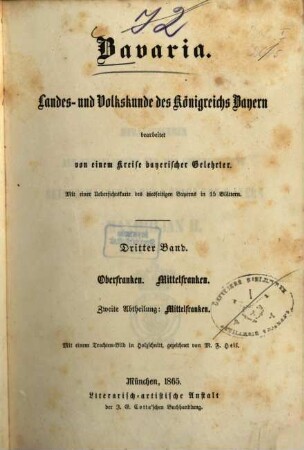 Bavaria.
Landes- und Volkskunde des Königreichs Bayern
bearbeitet
von einem Kreise bayerischer Gelehrter.
Mit einer Uebersichtskarte des diesseitigen Bayerns in 15 Blättern.
Dritter Band.
Oberfranken. Mittelfranken.
Zweite Abtheilung: Mittelfranken.
Mit einem Trachten-Bild in Holzschnitt, gezeichnet von M. F. Heil.
München, 1865.
Literarisch-artistische Anstalt
der J. G. Cotta'schen Buchhandlung.